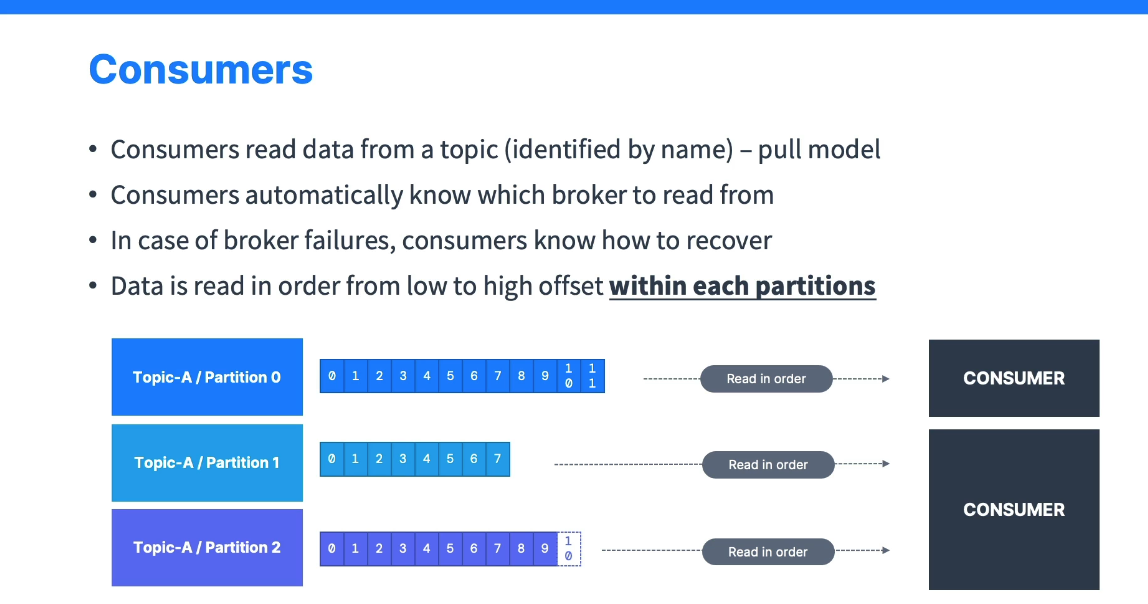 Consumers
• Consumers read data from a topic (identified by name) – pull model
• Consumers automatically know which broker to read from
• In case of broker failures, consumers know how to recover
• Data is read in order from low to high offset within each partitions
Topic-A / Partition 0
0 1 2 3 4 5 6 7 8 9 10 11
Read in order
CONSUMER
Topic-A / Partition 1
0 1 2 3 4 5 6 7
Read in order
CONSUMER
Topic-A / Partition 2
0 1 2 3 4 5 6 7 8 9 10
Read in order